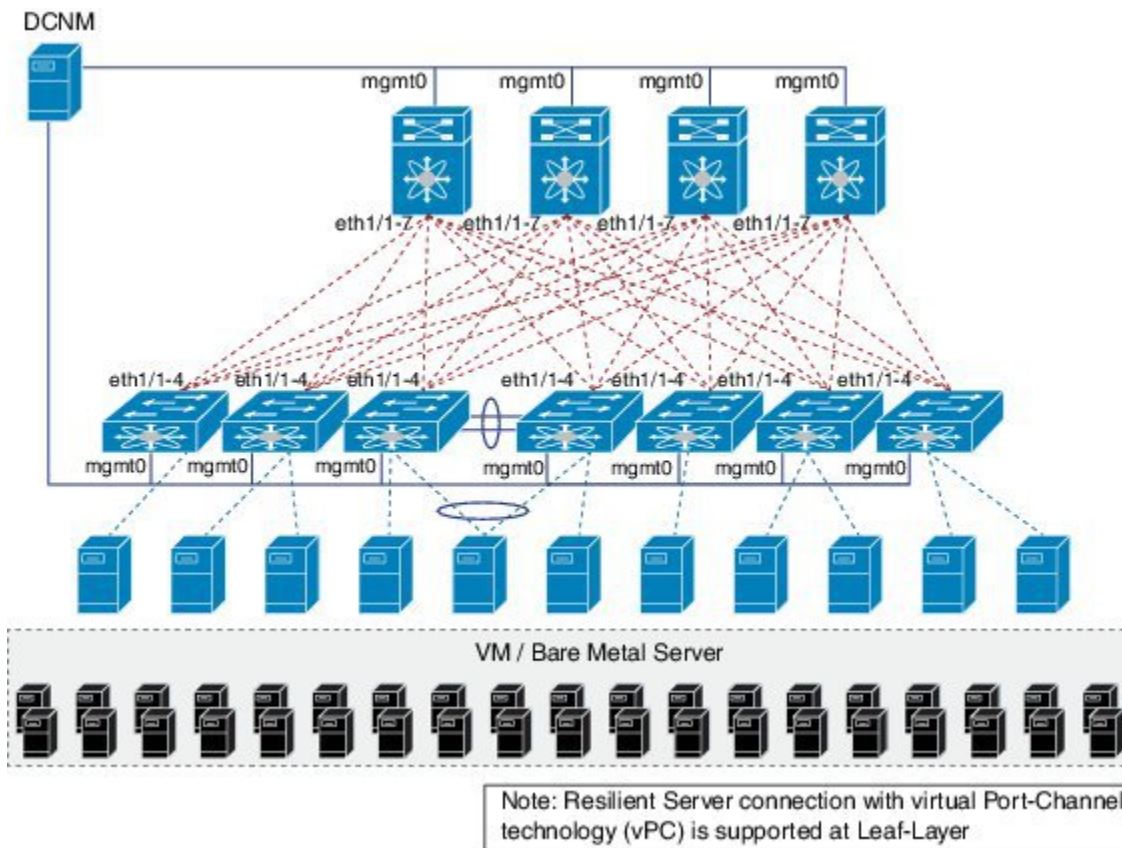 DCNM
mgmt0 mgmt0 mgmt0 mgmt0
eth1/1-7 eth1/1-7 eth1/1-7 eth1/1-7
eth1/1-4 eth1/1-4 eth1/1-4 eth1/1-4 eth1/1-4 eth1/1-4 eth1/1-4
mgmt0 mgmt0 mgmt0 mgmt0 mgmt0 mgmt0 mgmt0
VM / Bare Metal Server
Note: Resilient Server connection with virtual Port-Channel
technology (vPC) is supported at Leaf-Layer